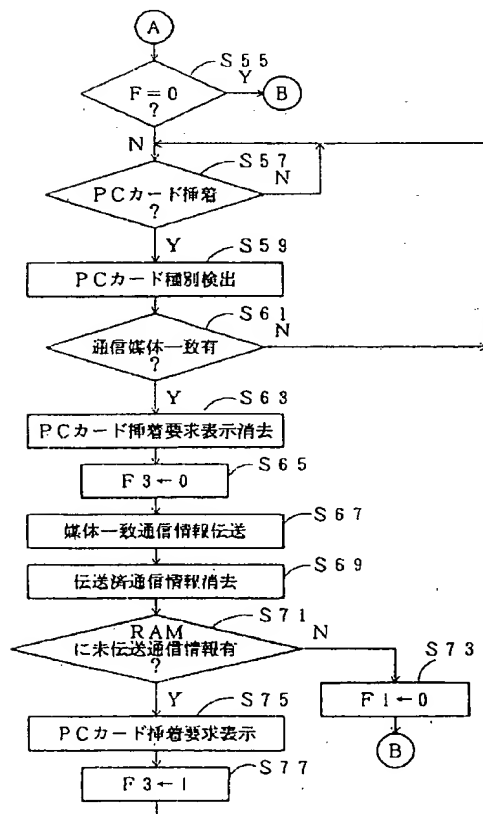 A
S55
F=0
?
Y
B
N
S57
PCカード挿着
?
N
Y
S59
PCカード種別検出
S61
通信媒体一致有
?
N
Y
S63
PCカード挿着要求表示消去
S65
F3←0
S67
媒体一致通信情報伝送
S69
伝送済通信情報消去
S71
RAM
に未伝送通信情報有
?
N
S73
F1←0
B
Y
S75
PCカード挿着要求表示
S77
F3←1